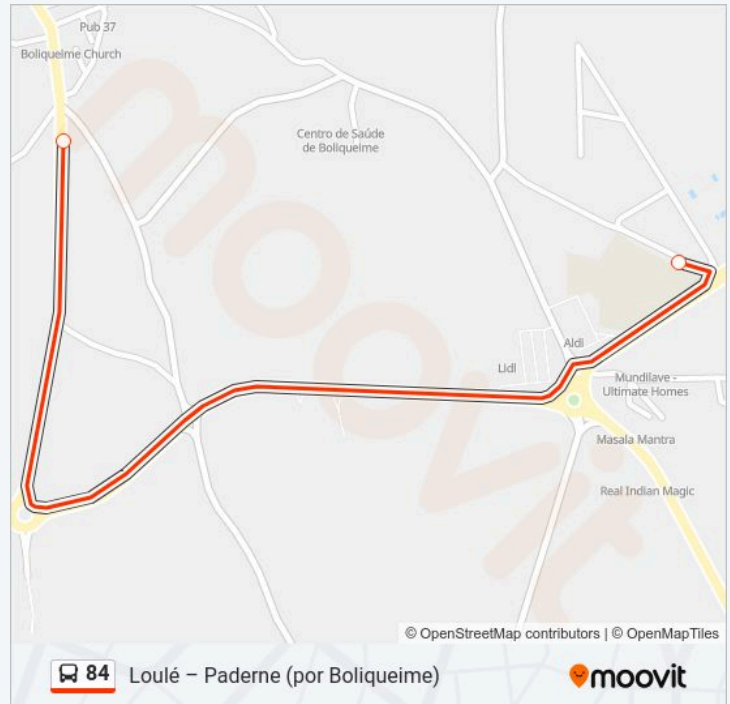 Pub 37
Boliqueime Church
Centro de Saúde
de Boliqueime
Aldi
Lidl
Mundilave -
Ultimate Homes
Masala Mantra
Real Indian Magic
moovit
© OpenStreetMap contributors | © OpenMapTiles
84 Loulé – Paderne (por Boliqueime)
moovit